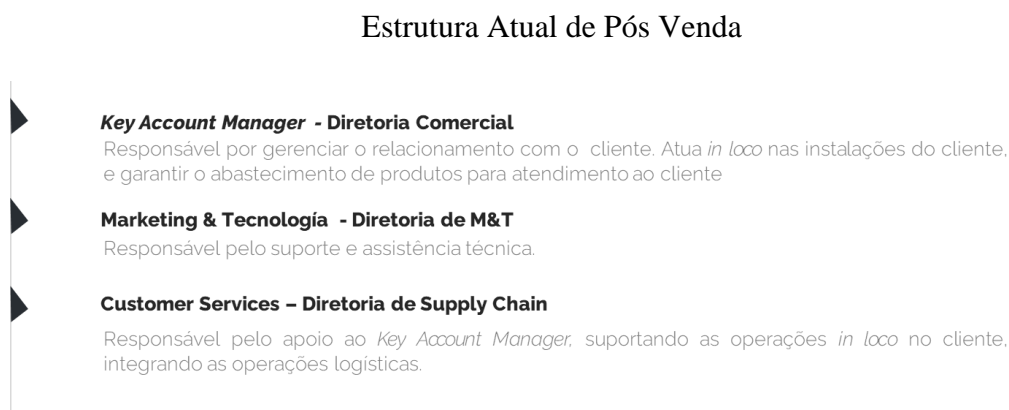 Estrutura Atual de Pós Venda
Key Account Manager - Diretoria Comercial
Responsável por gerenciar o relacionamento com o cliente. Atua in loco nas instalações do cliente,
e garantir o abastecimento de produtos para atendimento ao cliente
Marketing & Tecnología - Diretoria de M&T
Responsável pelo suporte e assistência técnica.
Customer Services – Diretoria de Supply Chain
Responsável pelo apoio ao Key Account Manager, suportando as operações in loco no cliente,
integrando as operações logísticas.